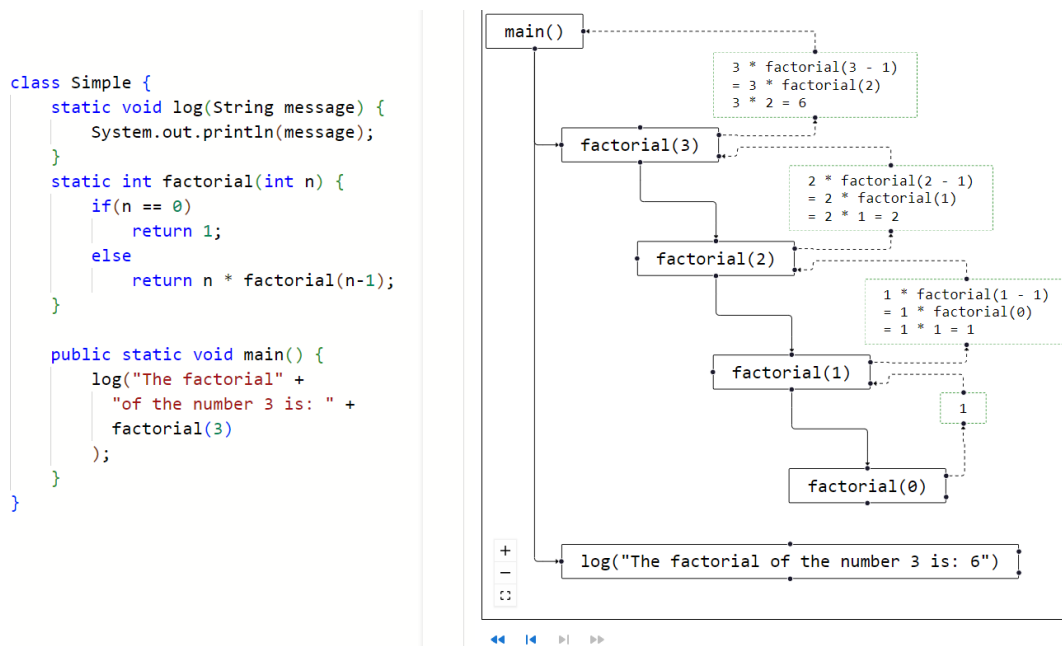 class Simple {
static void log(String message) {
System.out.println(message);
}
static int factorial(int n) {
if(n == 0)
return 1;
else
return n * factorial(n-1);
}
public static void main() {
log("The factorial" +
"of the number 3 is: " +
factorial(3)
);
}
}
main()
3 * factorial(3 - 1)
= 3 * factorial(2)
3 * 2 = 6
factorial(3)
2 * factorial(2 - 1)
= 2 * factorial(1)
= 2 * 1 = 2
factorial(2)
1 * factorial(1 - 1)
= 1 * factorial(0)
= 1 * 1 = 1
factorial(1)
1
factorial(0)
log("The factorial of the number 3 is: 6")